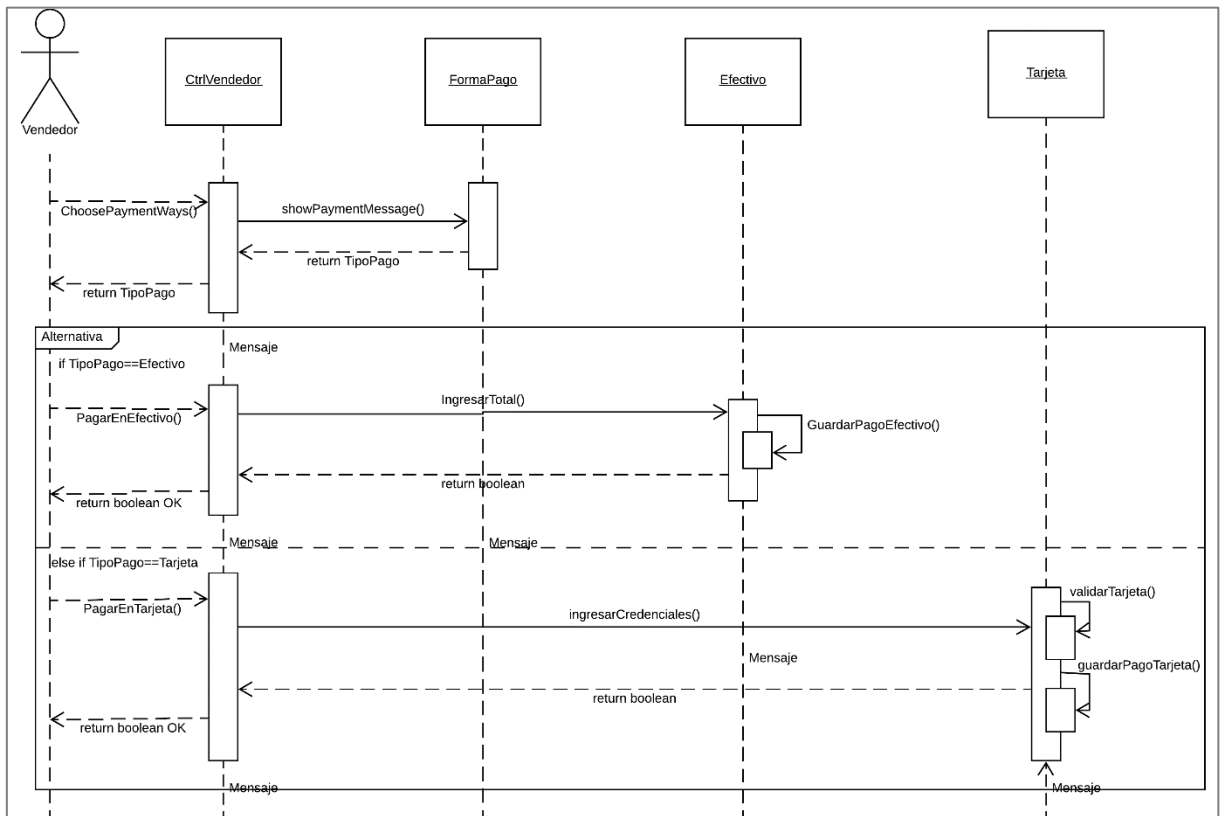 Vendedor
CtrlVendedor
FormaPago
Efectivo
Tarjeta
ChoosePaymentWays()
showPaymentMessage()
return TipoPago
return TipoPago
Alternativa
Mensaje
if TipoPago==Efectivo
IngresarTotal()
PagarEnEfectivo()
GuardarPagoEfectivo()
return boolean
return boolean OK
Mensaje
Mensaje
else if TipoPago==Tarjeta
validarTarjeta()
PagarEnTarjeta()
ingresarCredenciales()
Mensaje
guardarPagoTarjeta()
return boolean
return boolean OK
Mensaje
Mensaje